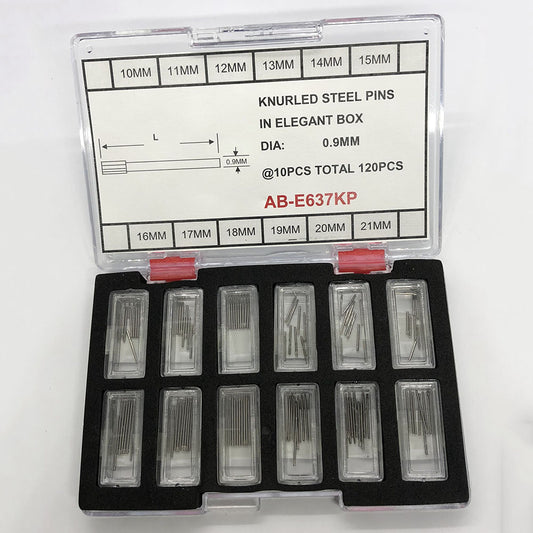 10MM 11MM 12MM 13MM 14MM 15MM
KNURLED STEEL PINS
IN ELEGANT BOX
DIA: 0.9MM
L
0.9MM
@10PCS TOTAL 120PCS
AB-E637KP
16MM 17MM 18MM 19MM 20MM 21MM